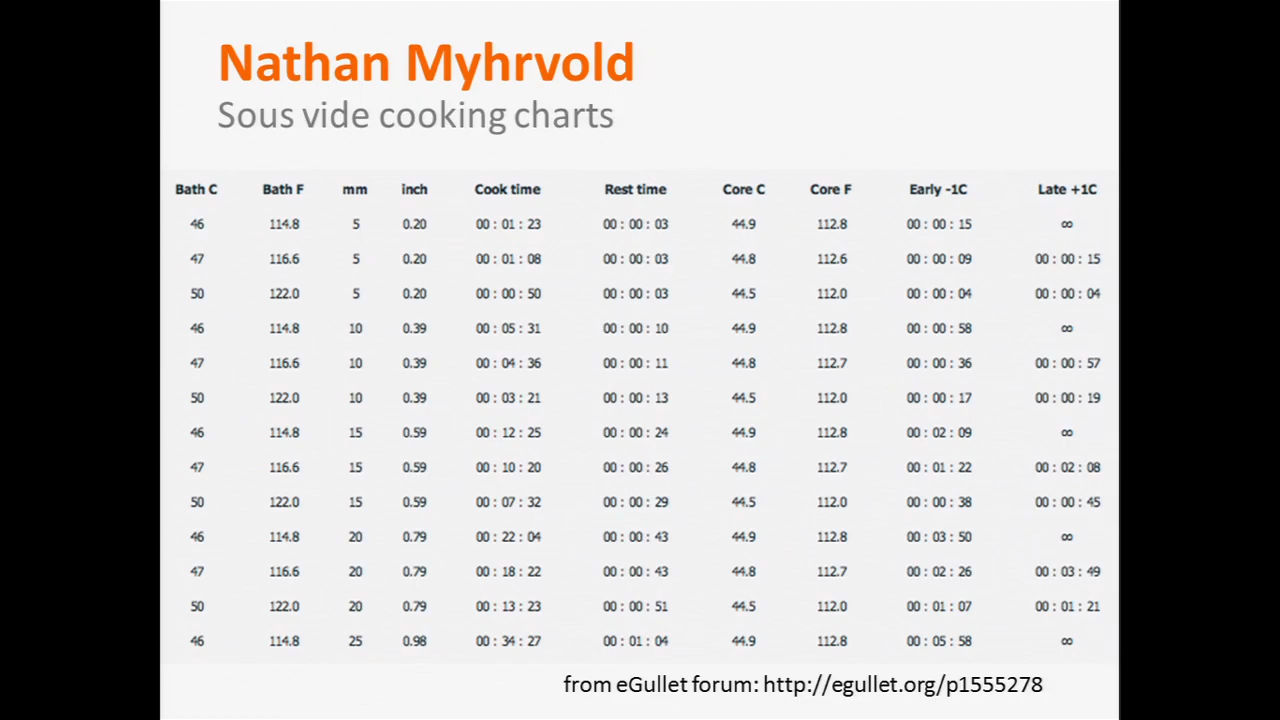 Nathan Myhrvold
Sous vide cooking charts
Bath C Bath F mm inch Cook time Rest time Core C Core F Early -1C Late +1C
46 114.8 5 0.20 00 : 01 : 23 00 : 00 : 03 44.9 112.8 00 : 00 : 15 ∞
47 116.6 5 0.20 00 : 01 : 08 00 : 00 : 03 44.8 112.6 00 : 00 : 09 00 : 00 : 15
50 122.0 5 0.20 00 : 00 : 50 00 : 00 : 03 44.5 112.0 00 : 00 : 04 00 : 00 : 04
46 114.8 10 0.39 00 : 05 : 31 00 : 00 : 10 44.9 112.8 00 : 00 : 58 ∞
47 116.6 10 0.39 00 : 04 : 36 00 : 00 : 11 44.8 112.7 00 : 00 : 36 00 : 00 : 57
50 122.0 10 0.39 00 : 03 : 21 00 : 00 : 13 44.5 112.0 00 : 00 : 17 00 : 00 : 19
46 114.8 15 0.59 00 : 12 : 25 00 : 00 : 24 44.9 112.8 00 : 02 : 09 ∞
47 116.6 15 0.59 00 : 10 : 20 00 : 00 : 26 44.8 112.7 00 : 01 : 22 00 : 02 : 08
50 122.0 15 0.59 00 : 07 : 32 00 : 00 : 29 44.5 112.0 00 : 00 : 38 00 : 00 : 45
46 114.8 20 0.79 00 : 22 : 04 00 : 00 : 43 44.9 112.8 00 : 03 : 50 ∞
47 116.6 20 0.79 00 : 18 : 22 00 : 00 : 43 44.8 112.7 00 : 02 : 26 00 : 03 : 49
50 122.0 20 0.79 00 : 13 : 23 00 : 00 : 51 44.5 112.0 00 : 01 : 07 00 : 01 : 21
46 114.8 25 0.98 00 : 34 : 27 00 : 01 : 04 44.9 112.8 00 : 05 : 58 ∞
from eGullet forum: http://egullet.org/p1555278